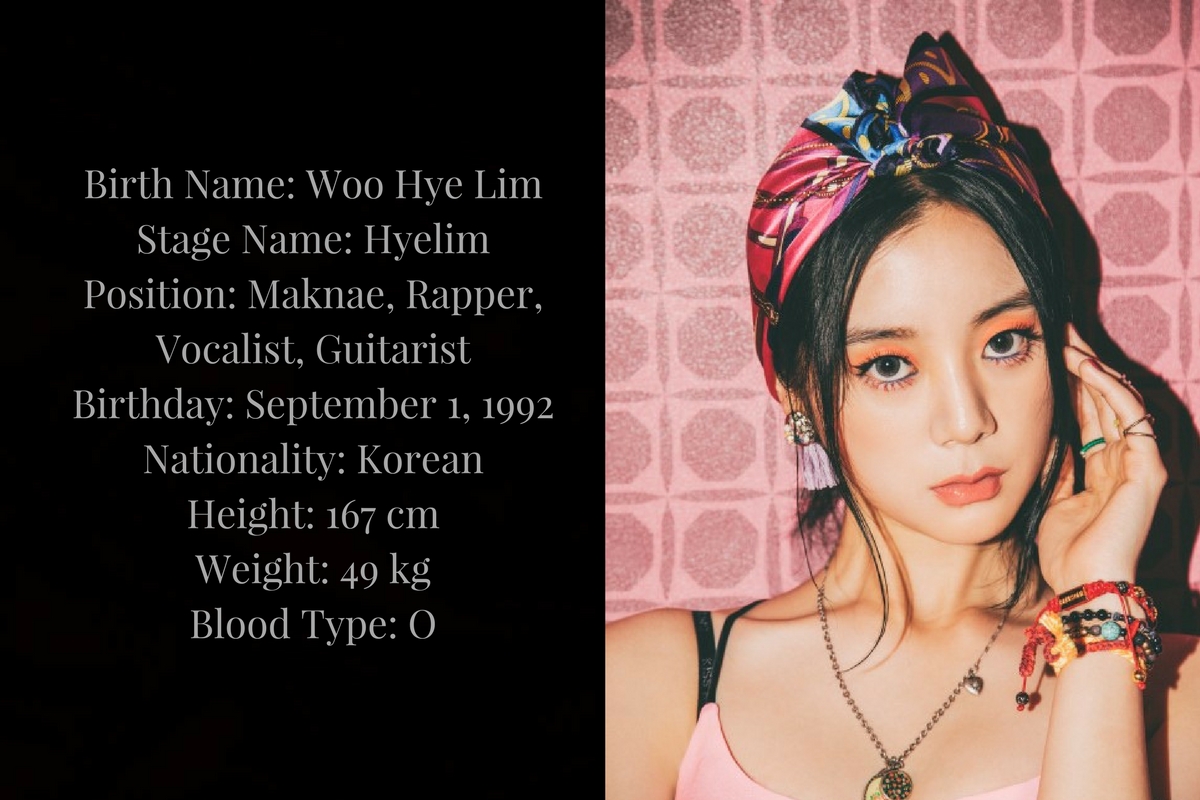 Birth Name: Woo Hye Lim
Stage Name: Hyelim
Position: Maknae, Rapper,
Vocalist, Guitarist
Birthday: September 1, 1992
Nationality: Korean
Height: 167 cm
Weight: 49 kg
Blood Type: O